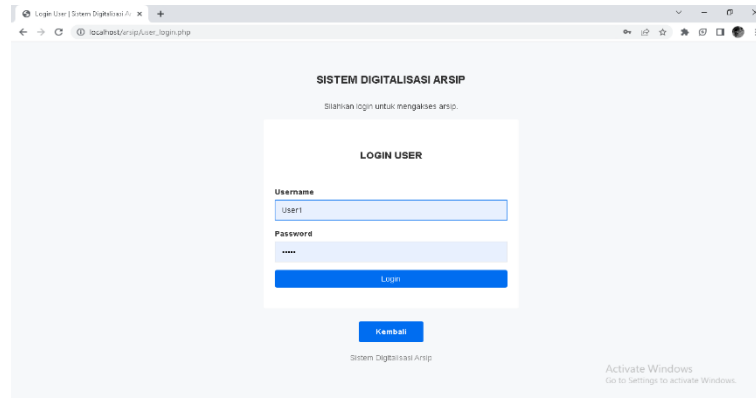 Login User | Sistem Digitalisasi Ar
localhost/arsip/user_login.php
SISTEM DIGITALISASI ARSIP
Silahkan login untuk mengakses arsip.
LOGIN USER
Username
User1
Password
•••••
Login
Kembali
Sistem Digitalisasi Arsip
Activate Windows
Go to Settings to activate Windows.